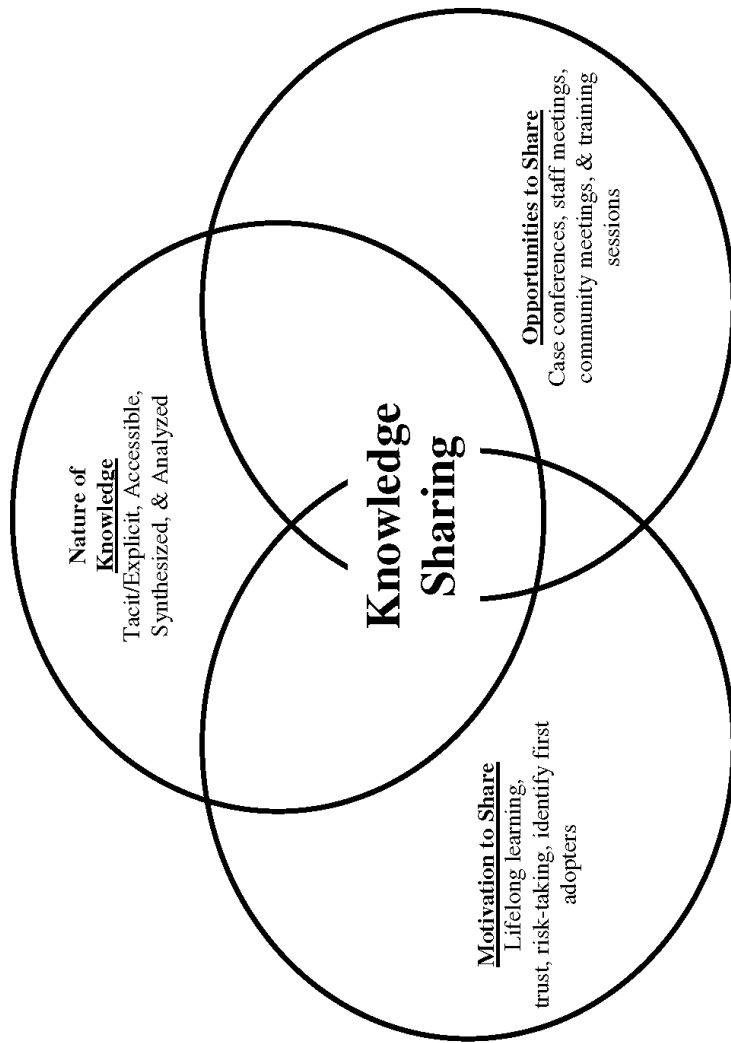 Nature of
Knowledge
Tacit/Explicit, Accessible,
Synthesized, & Analyzed
Knowledge
Sharing
Motivation to Share
Lifelong learning,
trust, risk-taking, identify first
adopters
Opportunities to Share
Case conferences, staff meetings,
community meetings, & training
sessions